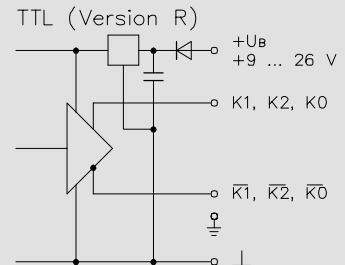 TTL (Version R)
+UB
+9 ... 26 V
K1, K2, K0
K̅1̅, K̅2̅, K̅0̅